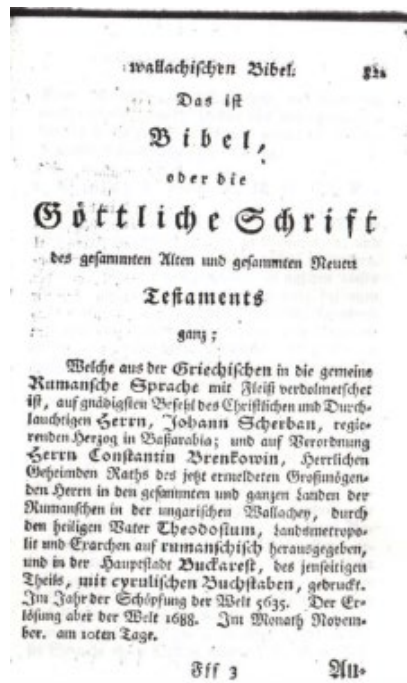 wallachischen Bibel.
Das ist
Bibel,
oder die
Göttliche Schrift
des gesammten Alten und gesammten Neuen
Testaments
ganz;
Welche aus der Griechischen in die gemeine
Rumansche Sprache mit Fleiß verdolmetschet
ist, auf gnädigsten Befehl des Christlichen und Durch-
lauchtigen Herrn, Johann Scherban, regie-
renden Herzog in Baßarabia; und auf Verordnung
Herrn Constantin Brenkowin, Herrlichen
Geheimden Raths des jetzt ermeldeten Großmögen-
den Herrn in den gesammten und ganzen Landen der
Rumanschen in der ungarischen Wallachey, durch
den heiligen Vater Theodosium, Landsmetropo-
lit und Exarchen auf rumanschisch herausgegeben,
und in der Hauptstadt Buckarest, des jenseitigen
Theils, mit cyrulischen Buchstaben, gedruckt.
Im Jahr der Schöpfung der Welt 5635. Der Er-
lösung aber der Welt 1688. Im Monath Novem-
ber. am 10ten Tage.
Fff 3 Au-